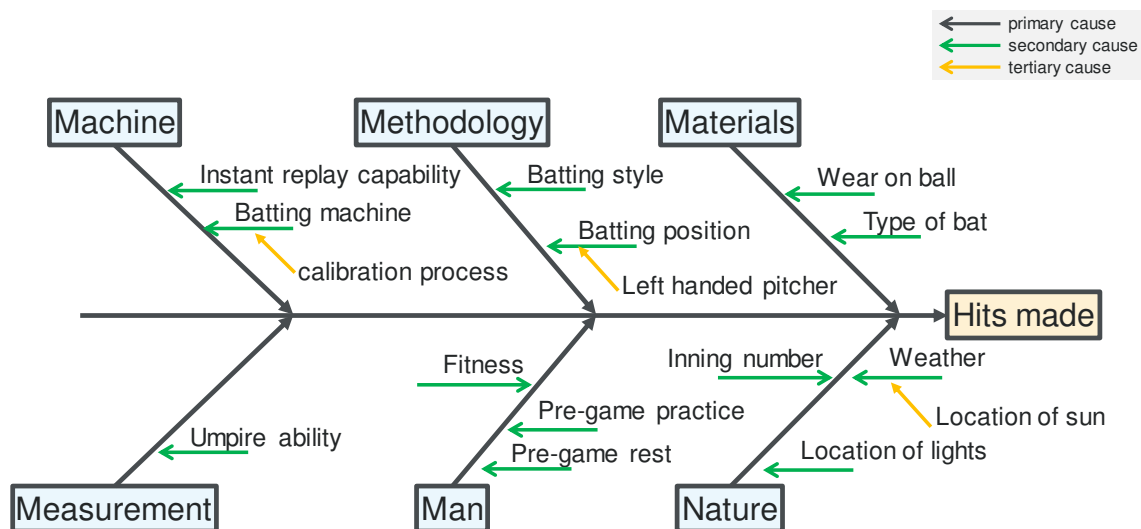 primary cause
secondary cause
tertiary cause
Machine
Methodology
Materials
Instant replay capability
Batting style
Wear on ball
Batting machine
Batting position
Type of bat
calibration process
Left handed pitcher
Hits made
Fitness
Inning number
Weather
Pre-game practice
Location of sun
Umpire ability
Pre-game rest
Location of lights
Measurement
Man
Nature